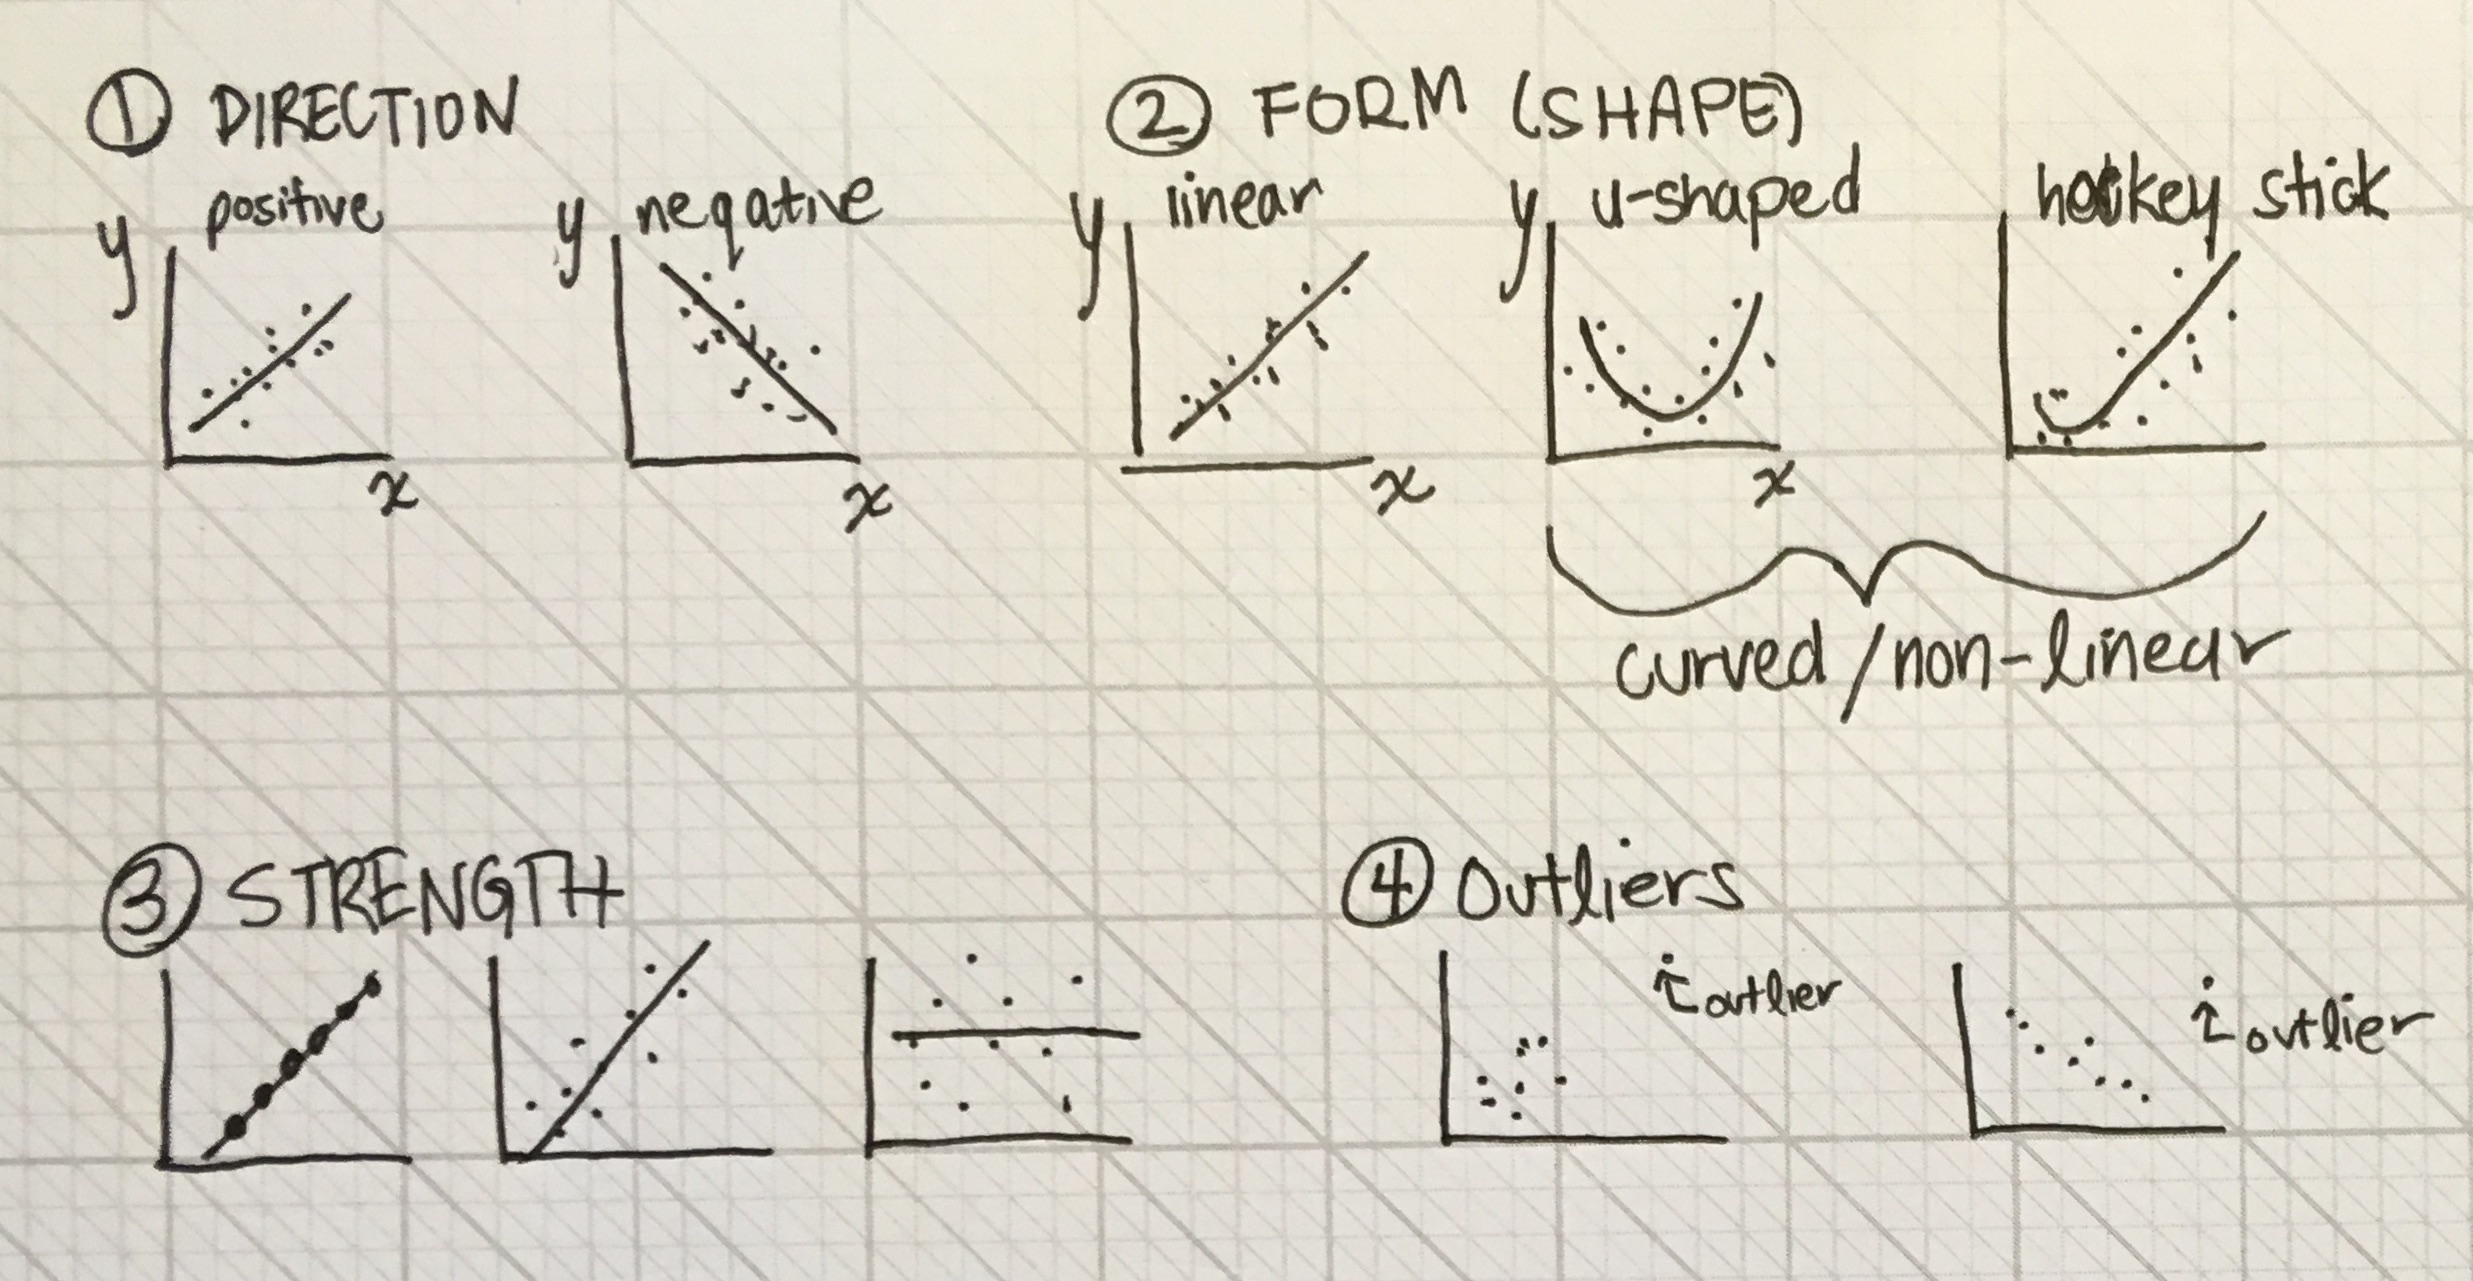 ① DIRECTION
positive
y
x
negative
y
x
② FORM (SHAPE)
linear
y
x
u-shaped
y
x
hockey stick
curved/non-linear
③ STRENGTH
④ Outliers
outlier
outlier